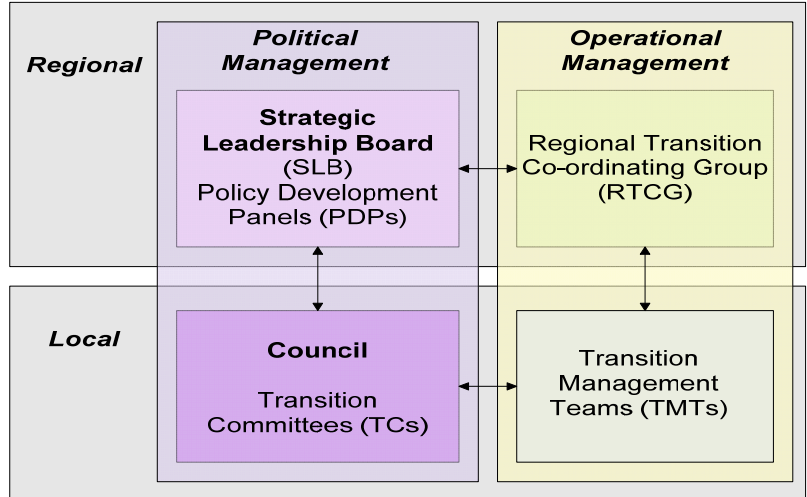 Political
Management
Operational
Management
Regional
Strategic
Leadership Board
(SLB)
Policy Development
Panels (PDPs)
Regional Transition
Co-ordinating Group
(RTCG)
Local
Council
Transition
Committees (TCs)
Transition
Management
Teams (TMTs)